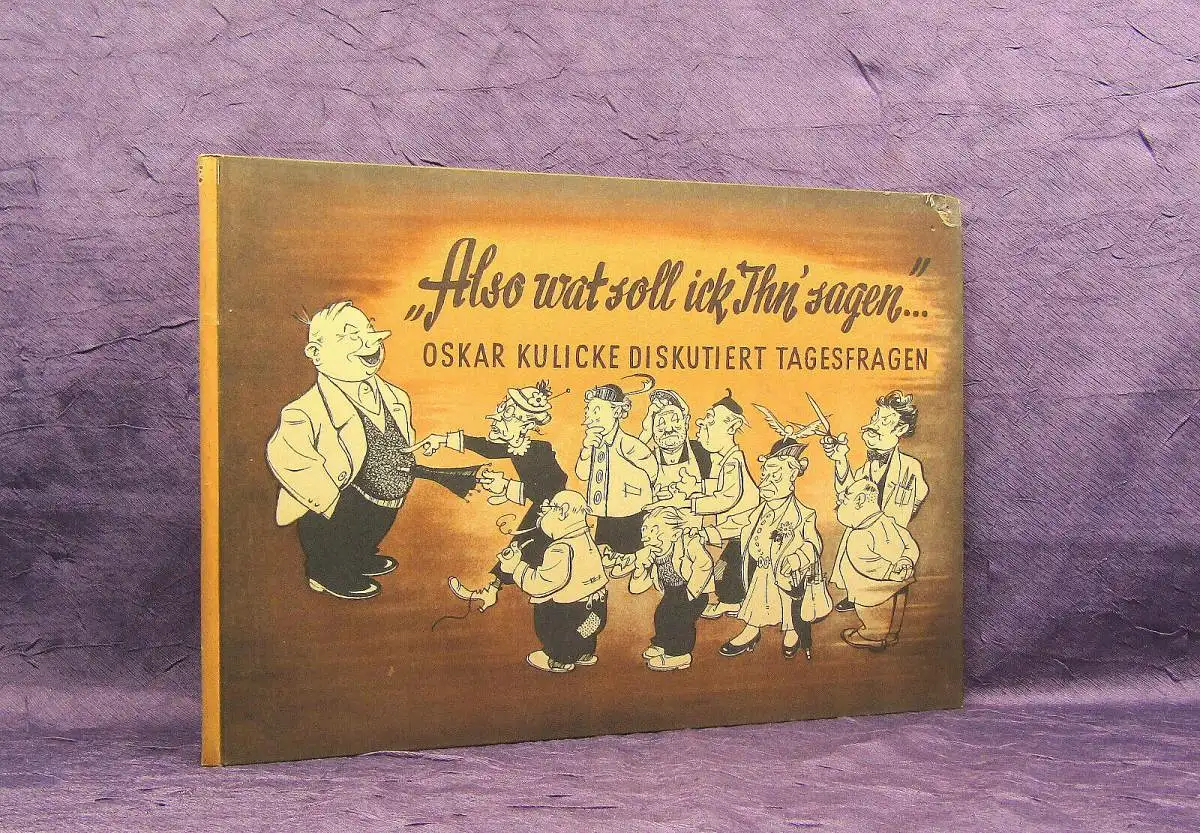 „Also wat soll ick Ihn' sagen..."
OSKAR KULICKE DISKUTIERT TAGESFRAGEN